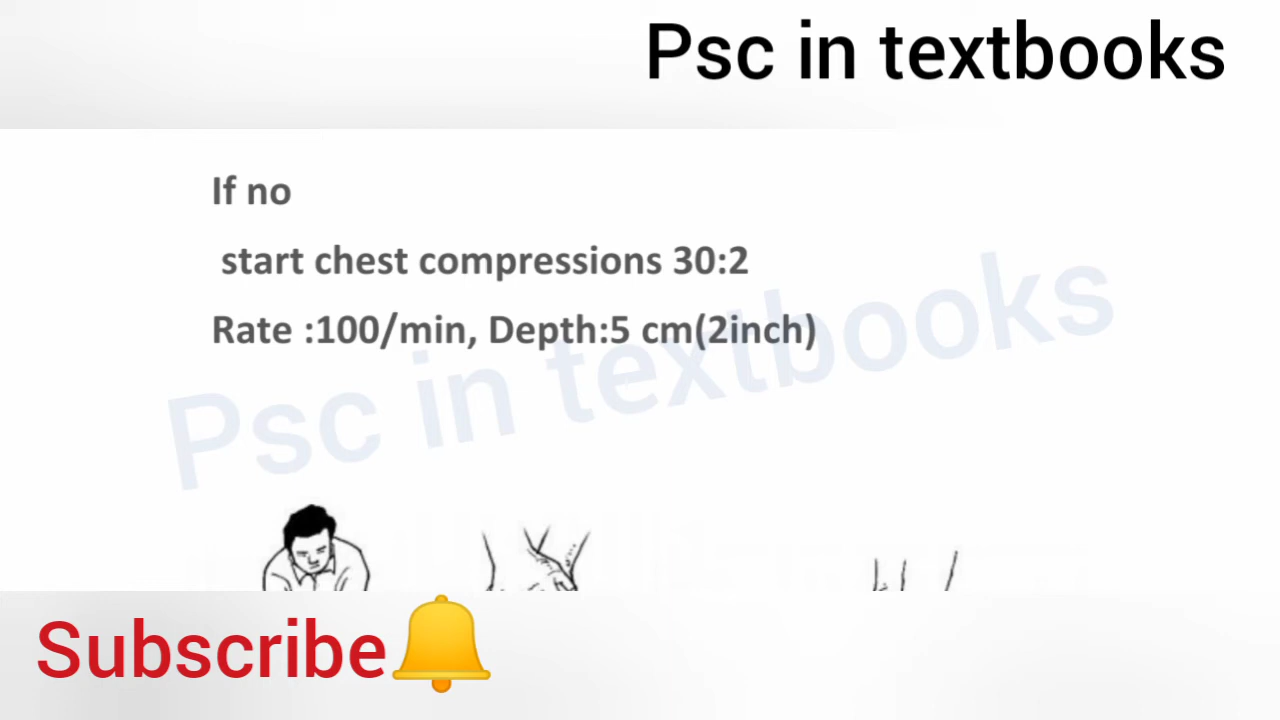 Psc in textbooks
If no
start chest compressions 30:2
Rate :100/min, Depth:5 cm(2inch)
Psc in textbooks
Subscribe